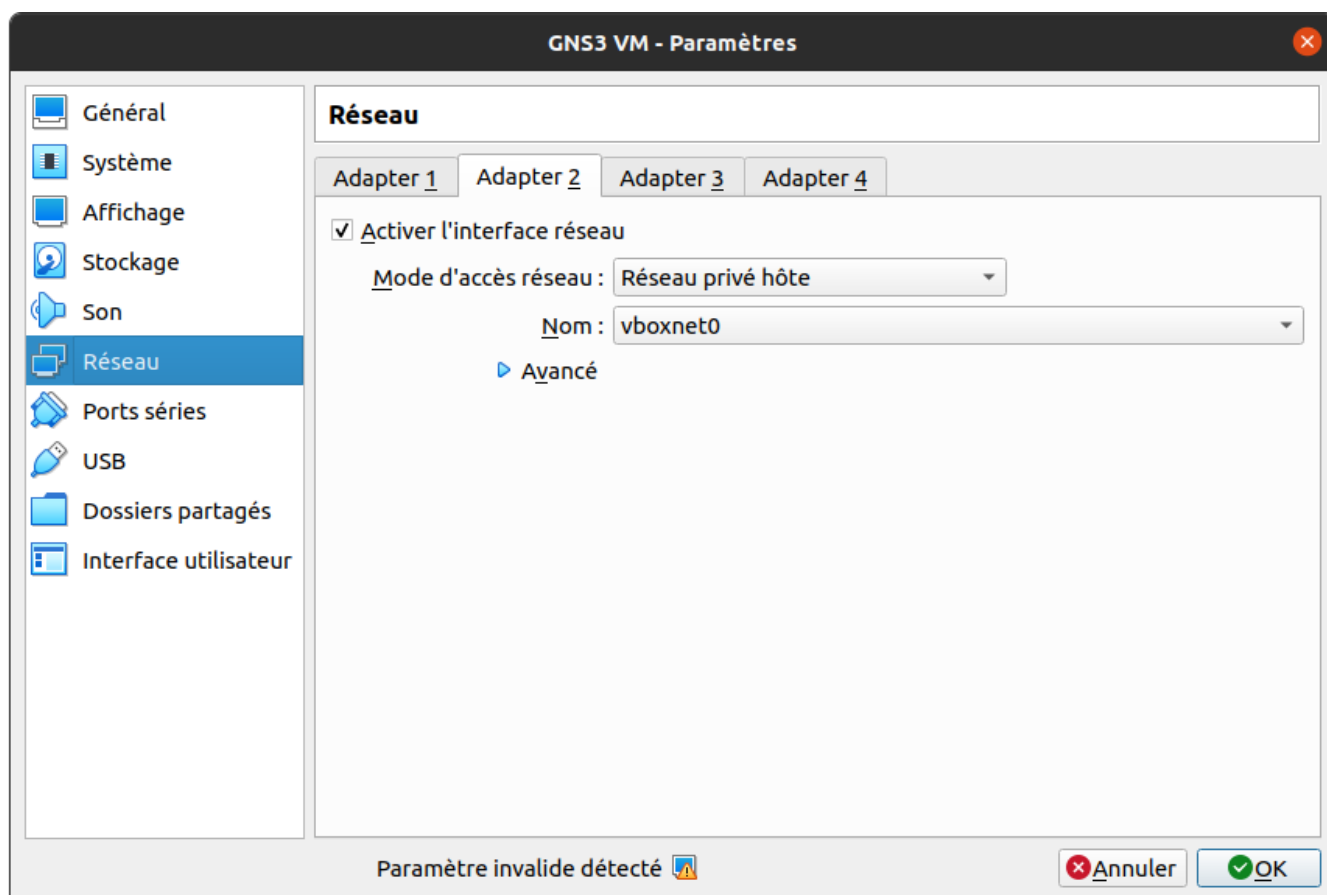 GNS3 VM - Paramètres
Général
Système
Affichage
Stockage
Son
Réseau
Ports séries
USB
Dossiers partagés
Interface utilisateur
Réseau
Adapter 1 Adapter 2 Adapter 3 Adapter 4
Activer l'interface réseau
Mode d'accès réseau : Réseau privé hôte
Nom : vboxnet0
Avancé
Paramètre invalide détecté
Annuler OK